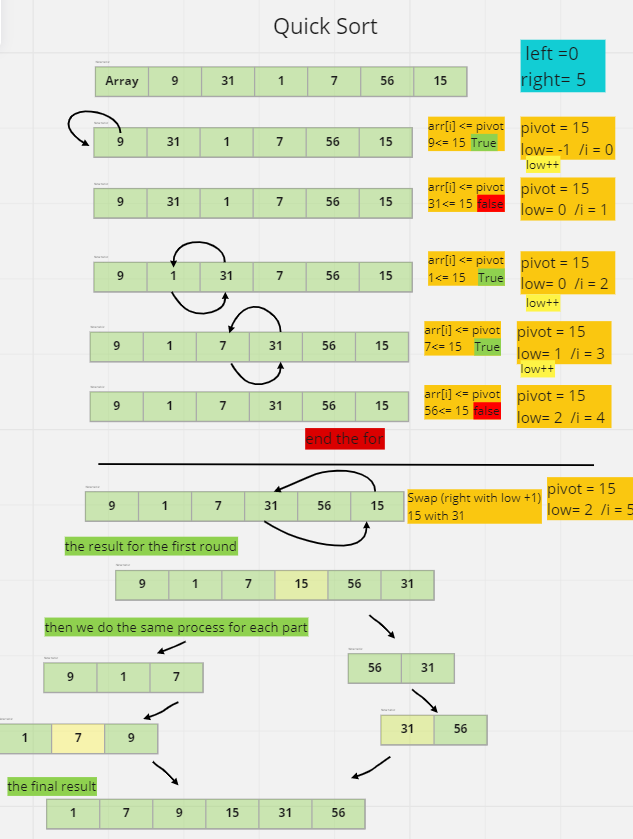 Quick Sort
left =0
right= 5
Array 9 31 1 7 56 15
9 31 1 7 56 15
arr[i] <= pivot
9<= 15 True
pivot = 15
low= -1 /i = 0
low++
9 31 1 7 56 15
arr[i] <= pivot
31<= 15 false
pivot = 15
low= 0 /i = 1
9 1 31 7 56 15
arr[i] <= pivot
1<= 15 True
pivot = 15
low= 0 /i = 2
low++
9 1 7 31 56 15
arr[i] <= pivot
7<= 15 True
pivot = 15
low= 1 /i = 3
low++
9 1 7 31 56 15
arr[i] <= pivot
56<= 15 false
pivot = 15
low= 2 /i = 4
end the for
9 1 7 31 56 15
Swap (right with low +1)
15 with 31
pivot = 15
low= 2 /i = 5
the result for the first round
9 1 7 15 56 31
then we do the same process for each part
9 1 7
56 31
1 7 9
31 56
the final result
1 7 9 15 31 56